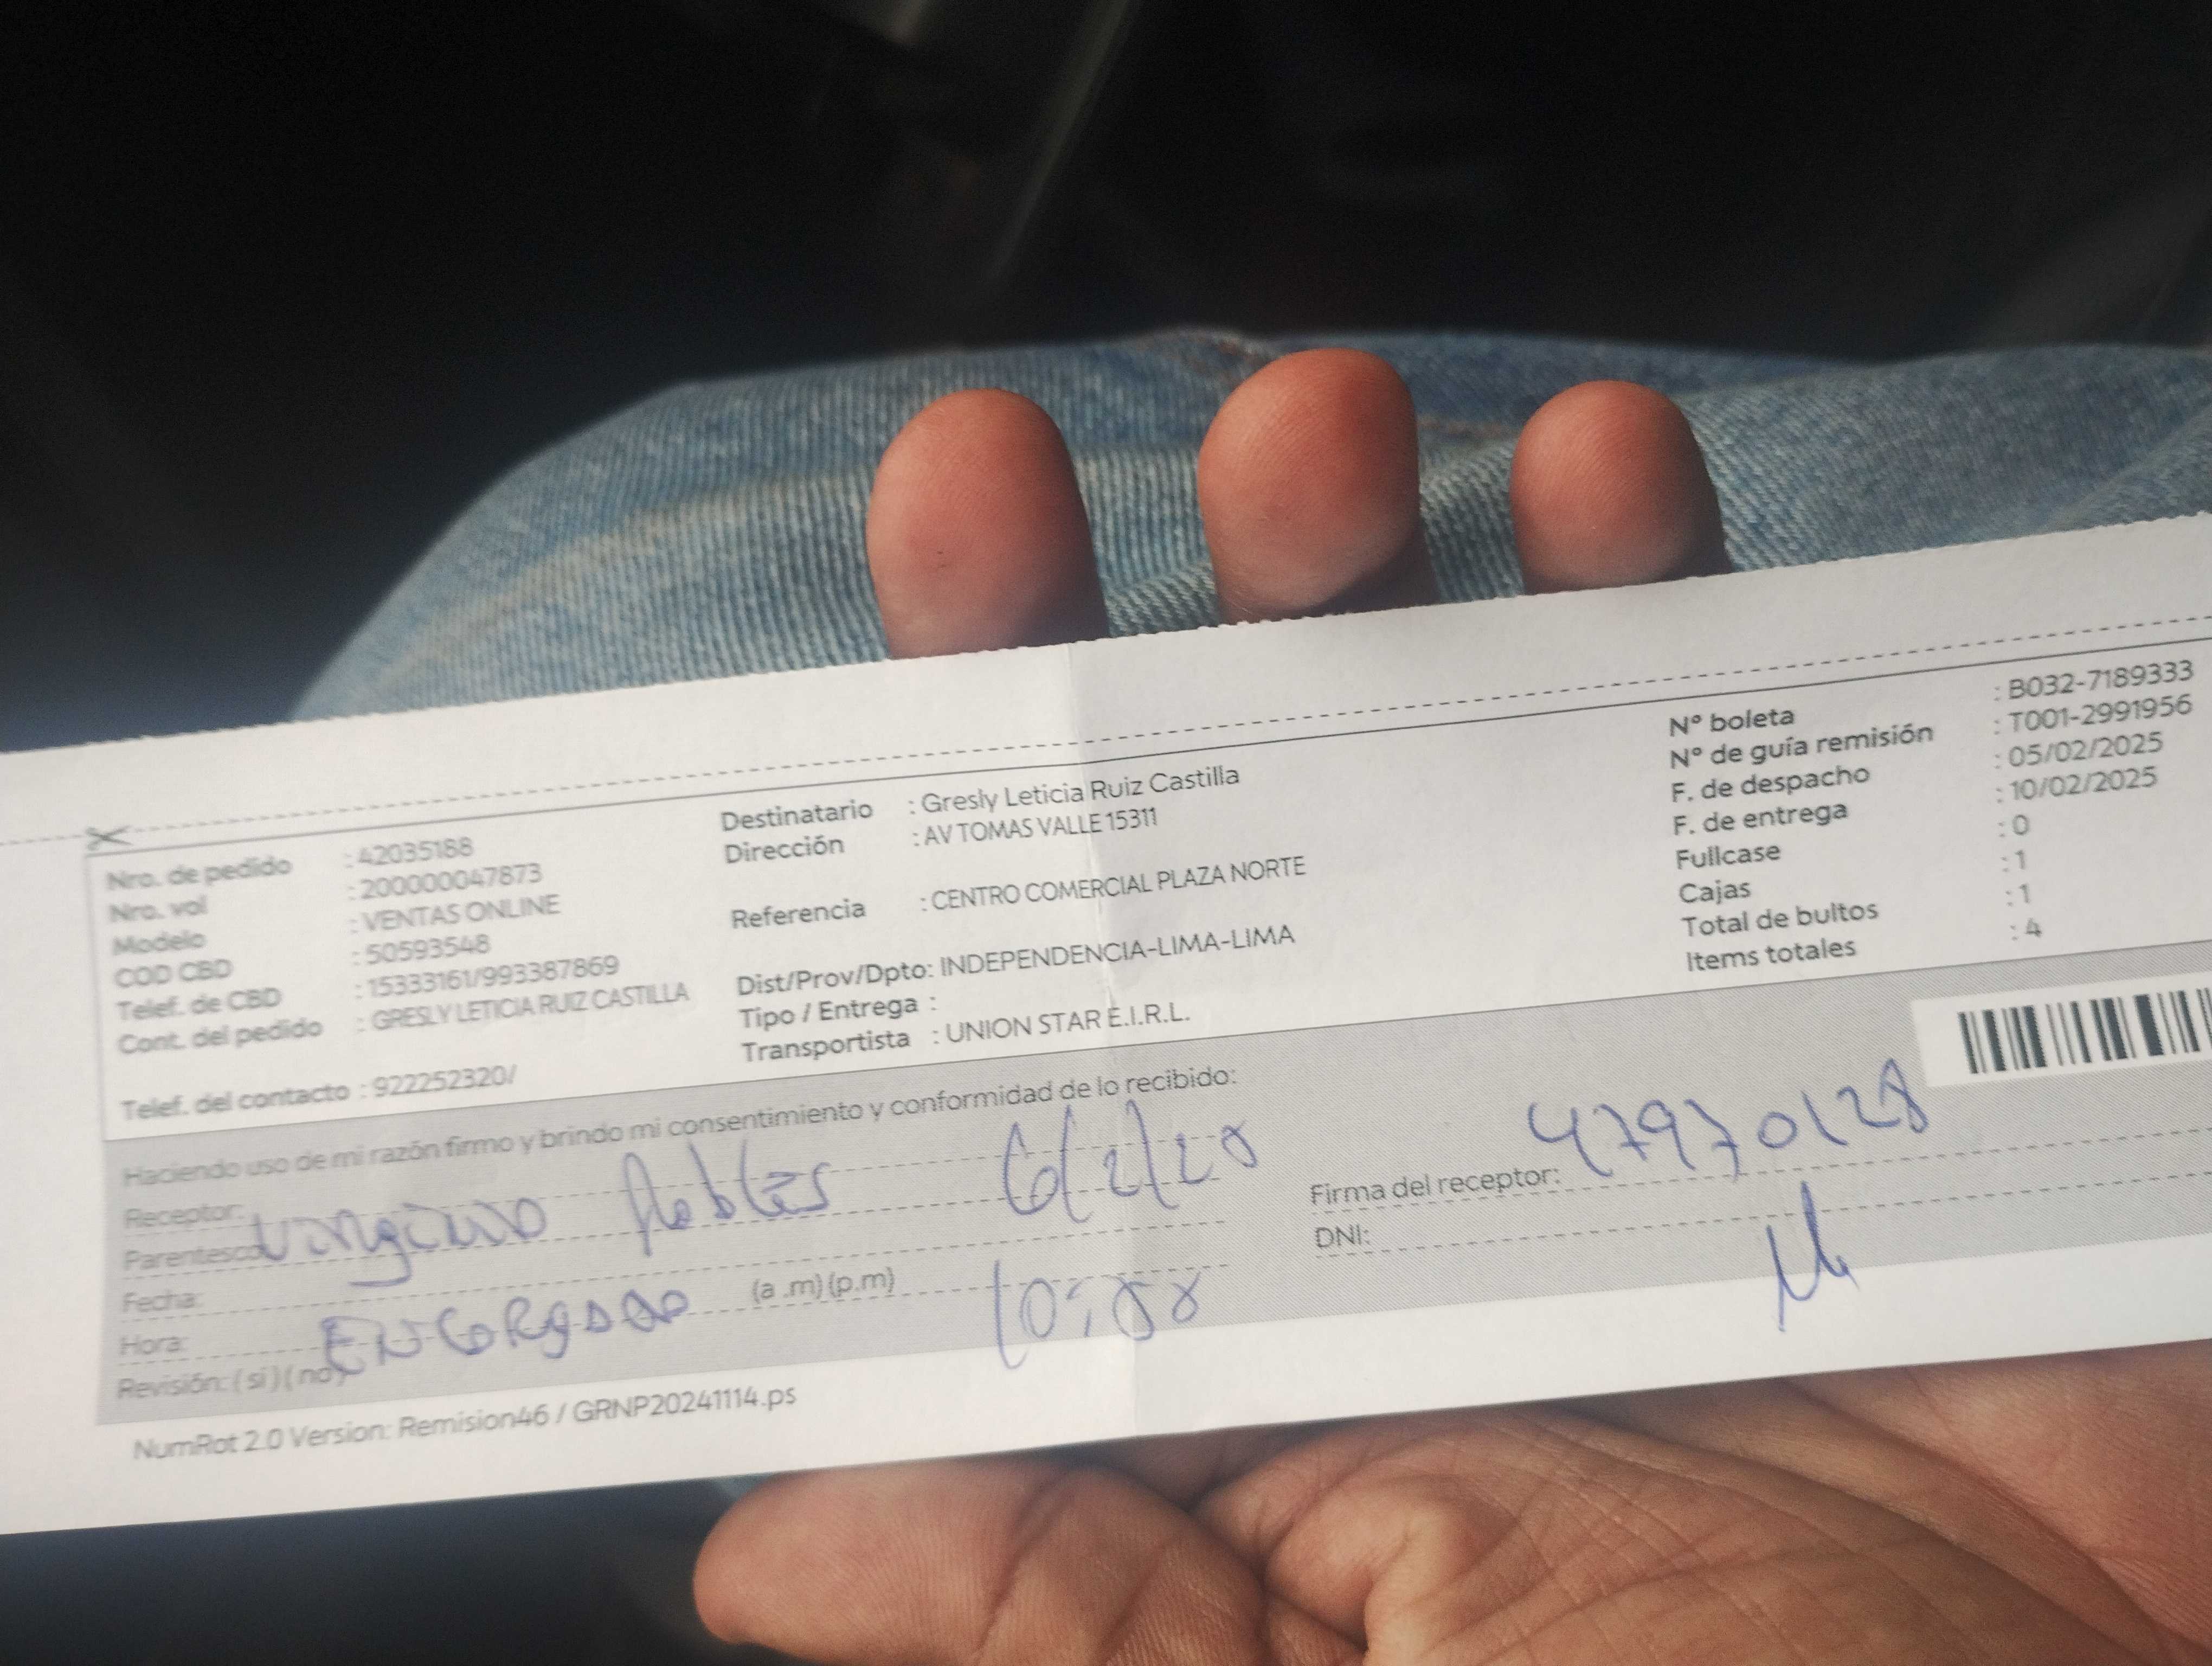 Nro. de pedido : 42035188
Nro. vol : 200000047873
Modelo : VENTAS ONLINE
COD CBD : 50593548
Telef. de CBD : 15333161/993387869
Cont. del pedido : GRESLY LETICIA RUIZ CASTILLA
Telef. del contacto : 922252320/
Destinatario : Gresly Leticia Ruiz Castilla
Dirección : AV TOMAS VALLE 15311
Referencia : CENTRO COMERCIAL PLAZA NORTE
Dist/Prov/Dpto: INDEPENDENCIA-LIMA-LIMA
Tipo / Entrega :
Transportista : UNION STAR E.I.R.L.
Nº boleta : B032-7189333
Nº de guía remisión : T001-2991956
F. de despacho : 05/02/2025
F. de entrega : 10/02/2025
Fullcase : 0
Cajas : 1
Total de bultos : 1
Items totales : 4
Haciendo uso de mi razón firmo y brindo mi consentimiento y conformidad de lo recibido:
Receptor:
Parentesco
Robles
Fecha:
Hora:
(a .m) (p.m)
Revisión: ( si ) ( no )
Firma del receptor: 47970128
DNI:
NumRot 2.0 Version: Remision46 / GRNP20241114.ps